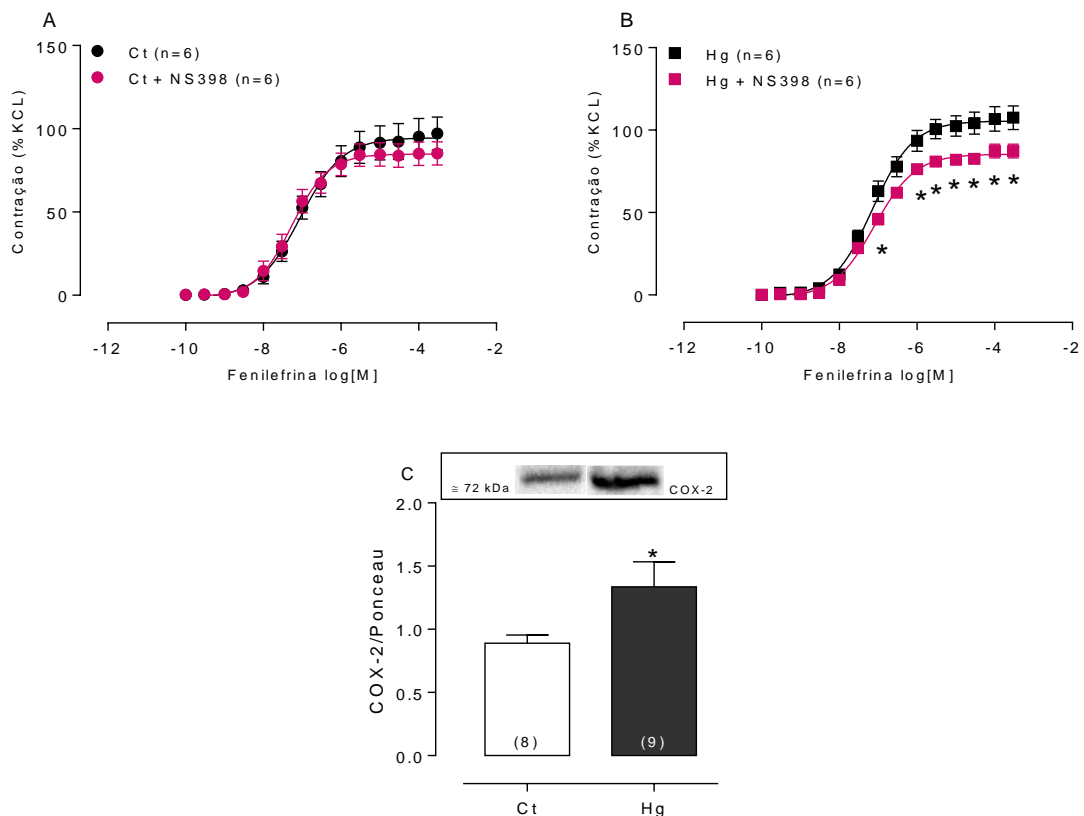 A
Ct (n=6)
Ct + NS398 (n=6)
Contração (%KCL)
150
100
50
0
-12 -10 -8 -6 -4 -2
Fenilefrina log[M]
B
Hg (n=6)
Hg + NS398 (n=6)
Contração (%KCL)
150
100
50
0
* * * * * * *
-12 -10 -8 -6 -4 -2
Fenilefrina log[M]
C
≅ 72 kDa COX-2
COX-2/Ponceau
2.0
1.5
1.0
0.5
0.0
*
(8) (9)
Ct Hg